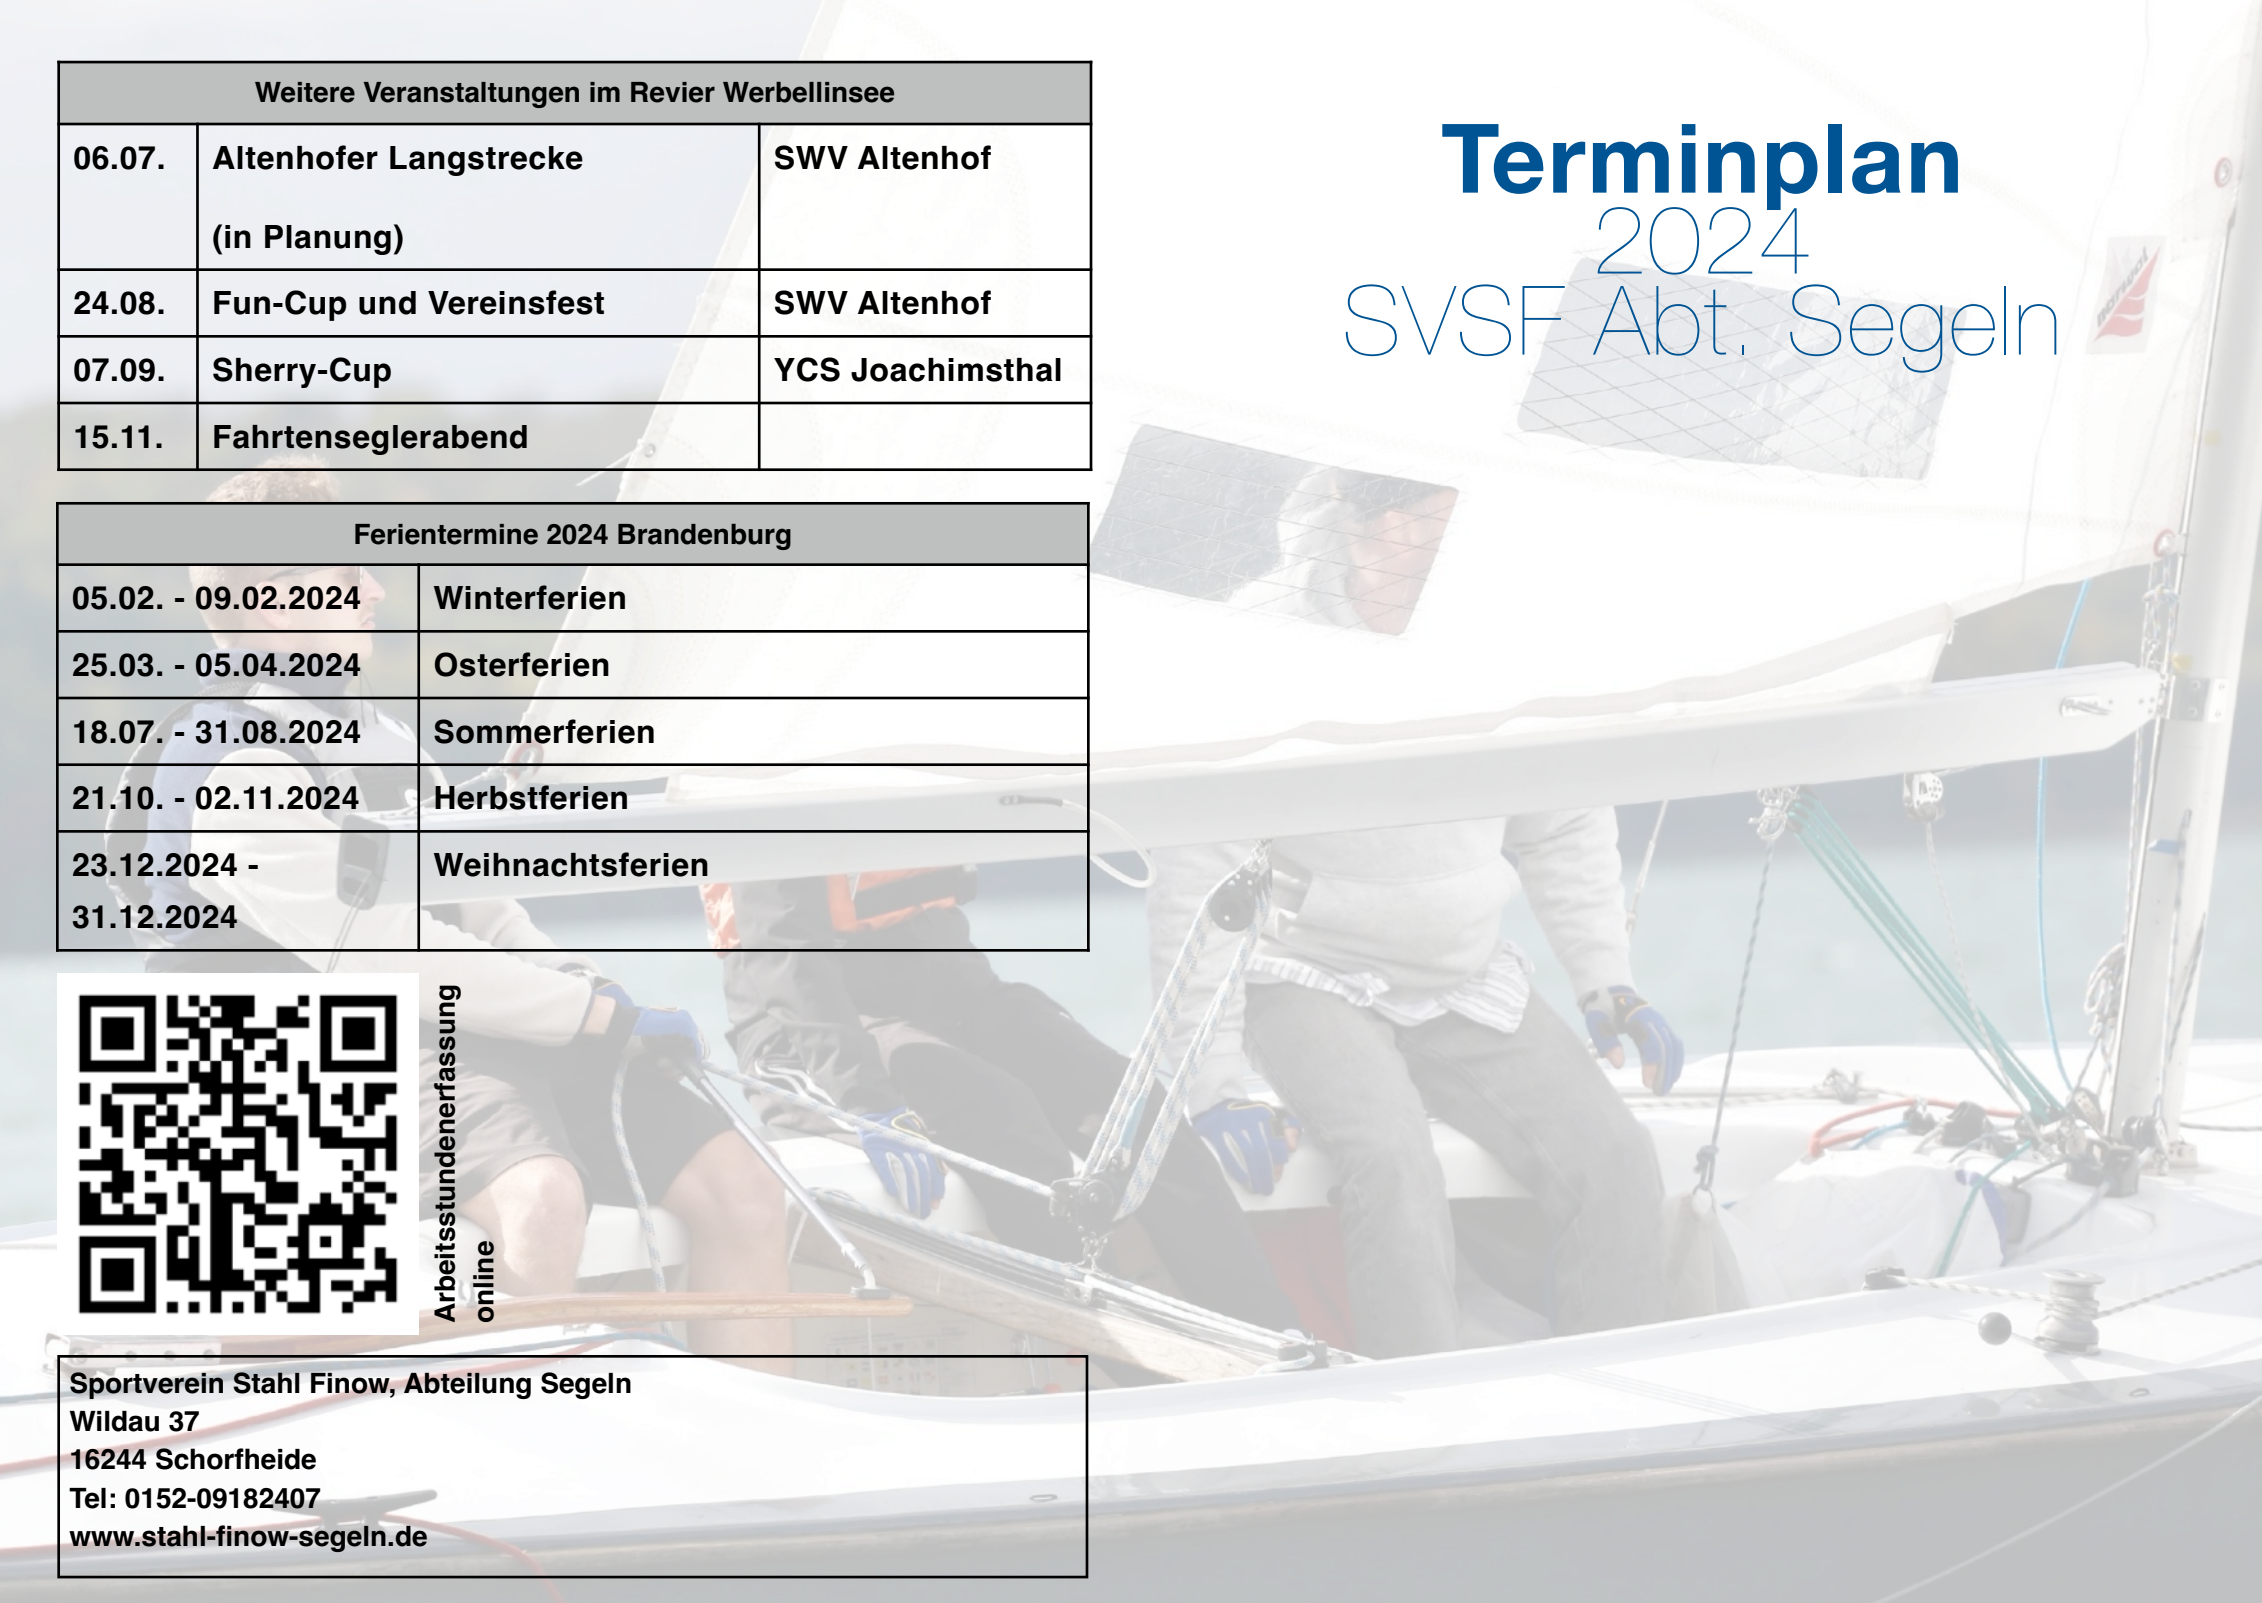 Weitere Veranstaltungen im Revier Werbellinsee
06.07. Altenhofer Langstrecke SWV Altenhof
(in Planung)
24.08. Fun-Cup und Vereinsfest SWV Altenhof
07.09. Sherry-Cup YCS Joachimsthal
15.11. Fahrtenseglerabend
Ferientermine 2024 Brandenburg
05.02. - 09.02.2024 Winterferien
25.03. - 05.04.2024 Osterferien
18.07. - 31.08.2024 Sommerferien
21.10. - 02.11.2024 Herbstferien
23.12.2024 - Weihnachtsferien
31.12.2024
Arbeitsstundenerfassung
online
Sportverein Stahl Finow, Abteilung Segeln
Wildau 37
16244 Schorfheide
Tel: 0152-09182407
www.stahl-finow-segeln.de
Terminplan
2024
SVSF Abt. Segeln